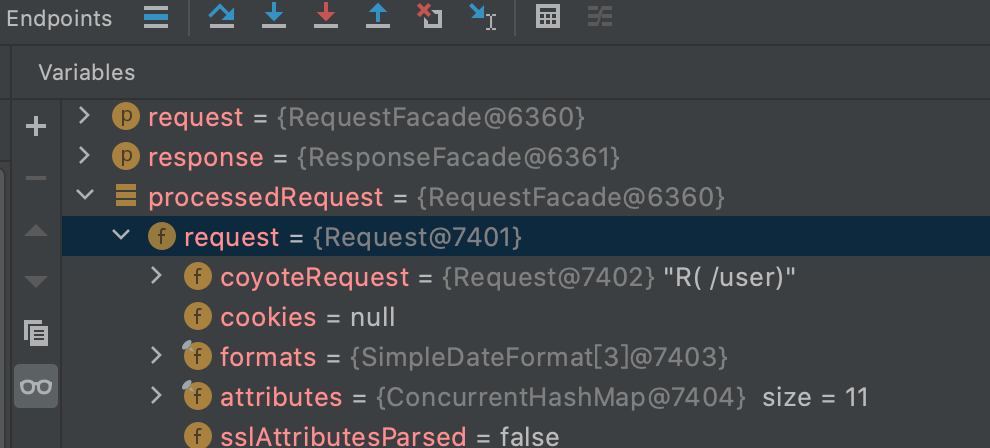 Endpoints
Variables
p request = {RequestFacade@6360}
p response = {ResponseFacade@6361}
processedRequest = {RequestFacade@6360}
f request = {Request@7401}
f coyoteRequest = {Request@7402} "R( /user)"
f cookies = null
f formats = {SimpleDateFormat[3]@7403}
f attributes = {ConcurrentHashMap@7404} size = 11
f sslAttributesParsed = false